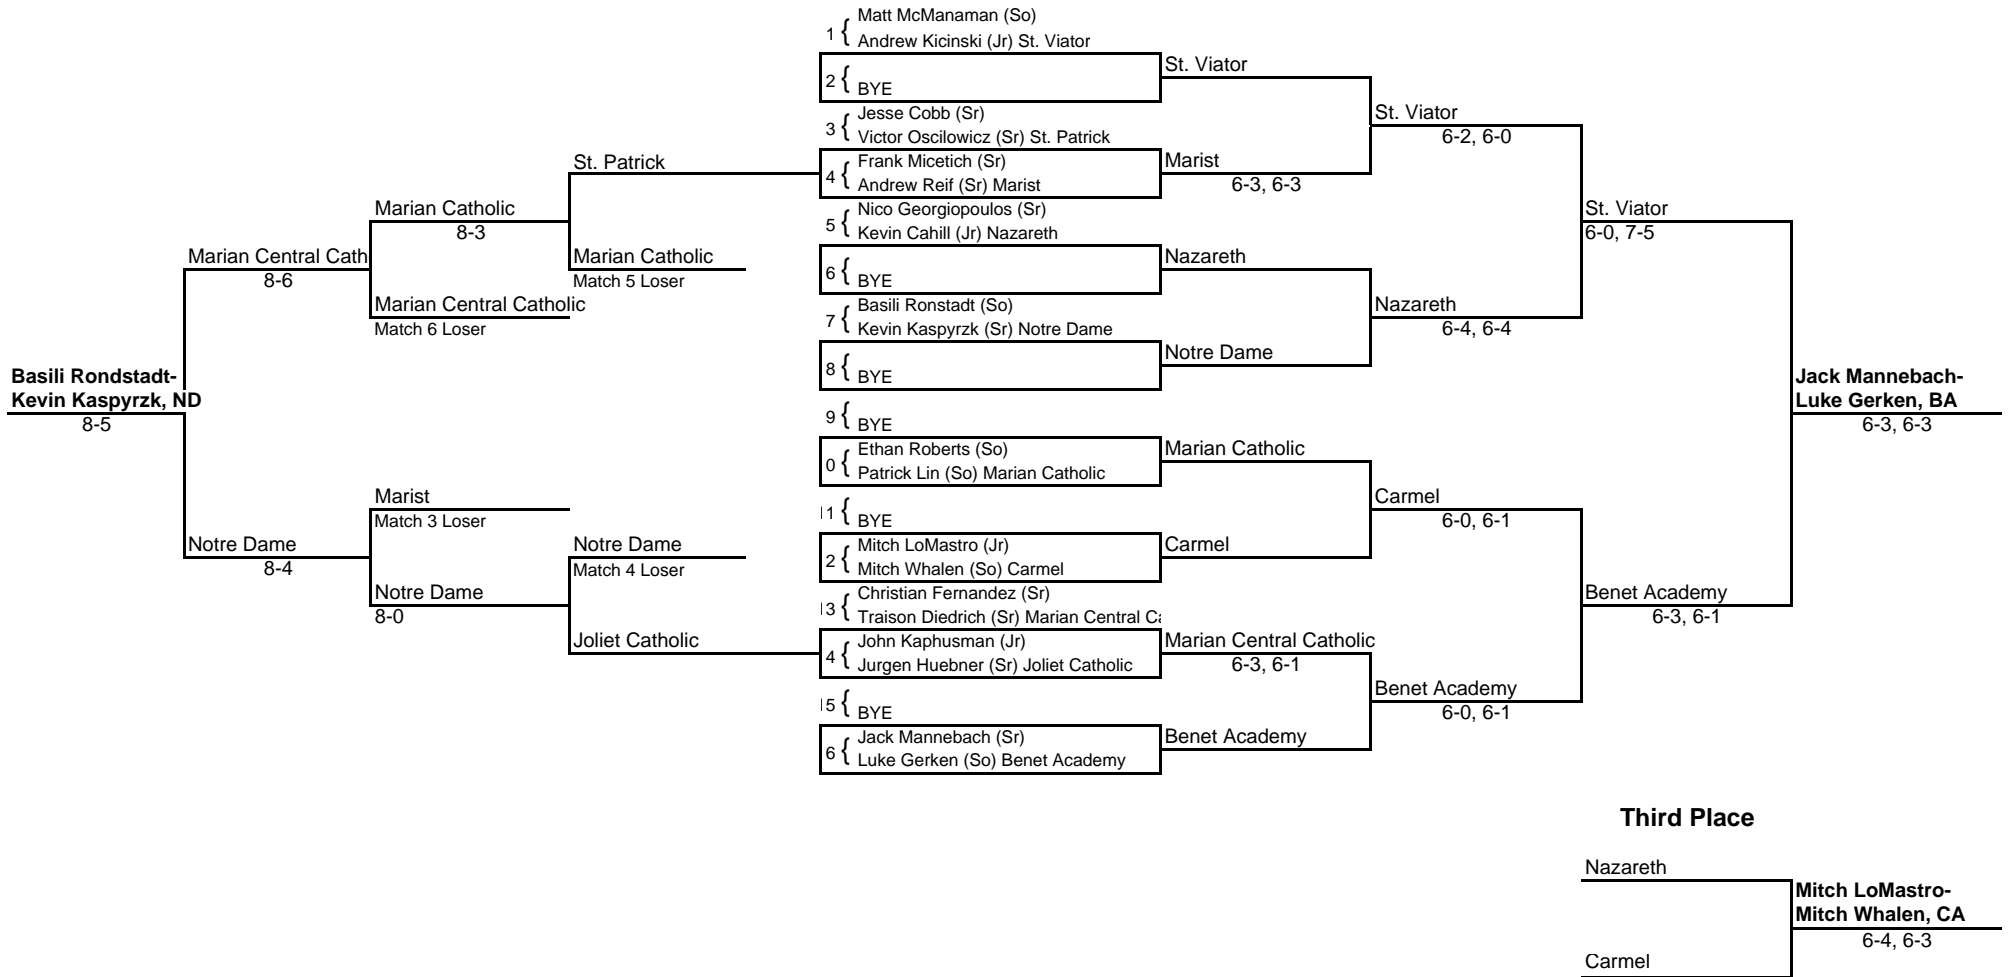 Matt McManaman (So)
1 { Andrew Kicinski (Jr) St. Viator
St. Viator
2 { BYE
Jesse Cobb (Sr)
3 { Victor Oscilowicz (Sr) St. Patrick
St. Viator
6-2, 6-0
St. Patrick
Frank Micetich (Sr)
4 { Andrew Reif (Sr) Marist
Marist
6-3, 6-3
Marian Catholic
8-3
Nico Georgiopoulos (Sr)
5 { Kevin Cahill (Jr) Nazareth
St. Viator
6-0, 7-5
Marian Central Cath
8-6
Marian Catholic
Match 5 Loser
6 { BYE
Nazareth
Marian Central Catholic
Match 6 Loser
Basili Ronstadt (So)
7 { Kevin Kaspyrzk (Sr) Notre Dame
Nazareth
6-4, 6-4
Notre Dame
8 { BYE
Basili Rondstadt-
Kevin Kaspyrzk, ND
8-5
Jack Mannebach-
Luke Gerken, BA
6-3, 6-3
9 { BYE
Ethan Roberts (So)
0 { Patrick Lin (So) Marian Catholic
Marian Catholic
Marist
Match 3 Loser
Carmel
6-0, 6-1
11 { BYE
Notre Dame
8-4
Notre Dame
Match 4 Loser
Mitch LoMastro (Jr)
2 { Mitch Whalen (So) Carmel
Carmel
Notre Dame
8-0
Christian Fernandez (Sr)
13 { Traison Diedrich (Sr) Marian Central Ca
Benet Academy
6-3, 6-1
Joliet Catholic
John Kaphusman (Jr)
4 { Jurgen Huebner (Sr) Joliet Catholic
Marian Central Catholic
6-3, 6-1
15 { BYE
Benet Academy
6-0, 6-1
Jack Mannebach (Sr)
6 { Luke Gerken (So) Benet Academy
Benet Academy
Third Place
Nazareth
Mitch LoMastro-
Mitch Whalen, CA
6-4, 6-3
Carmel